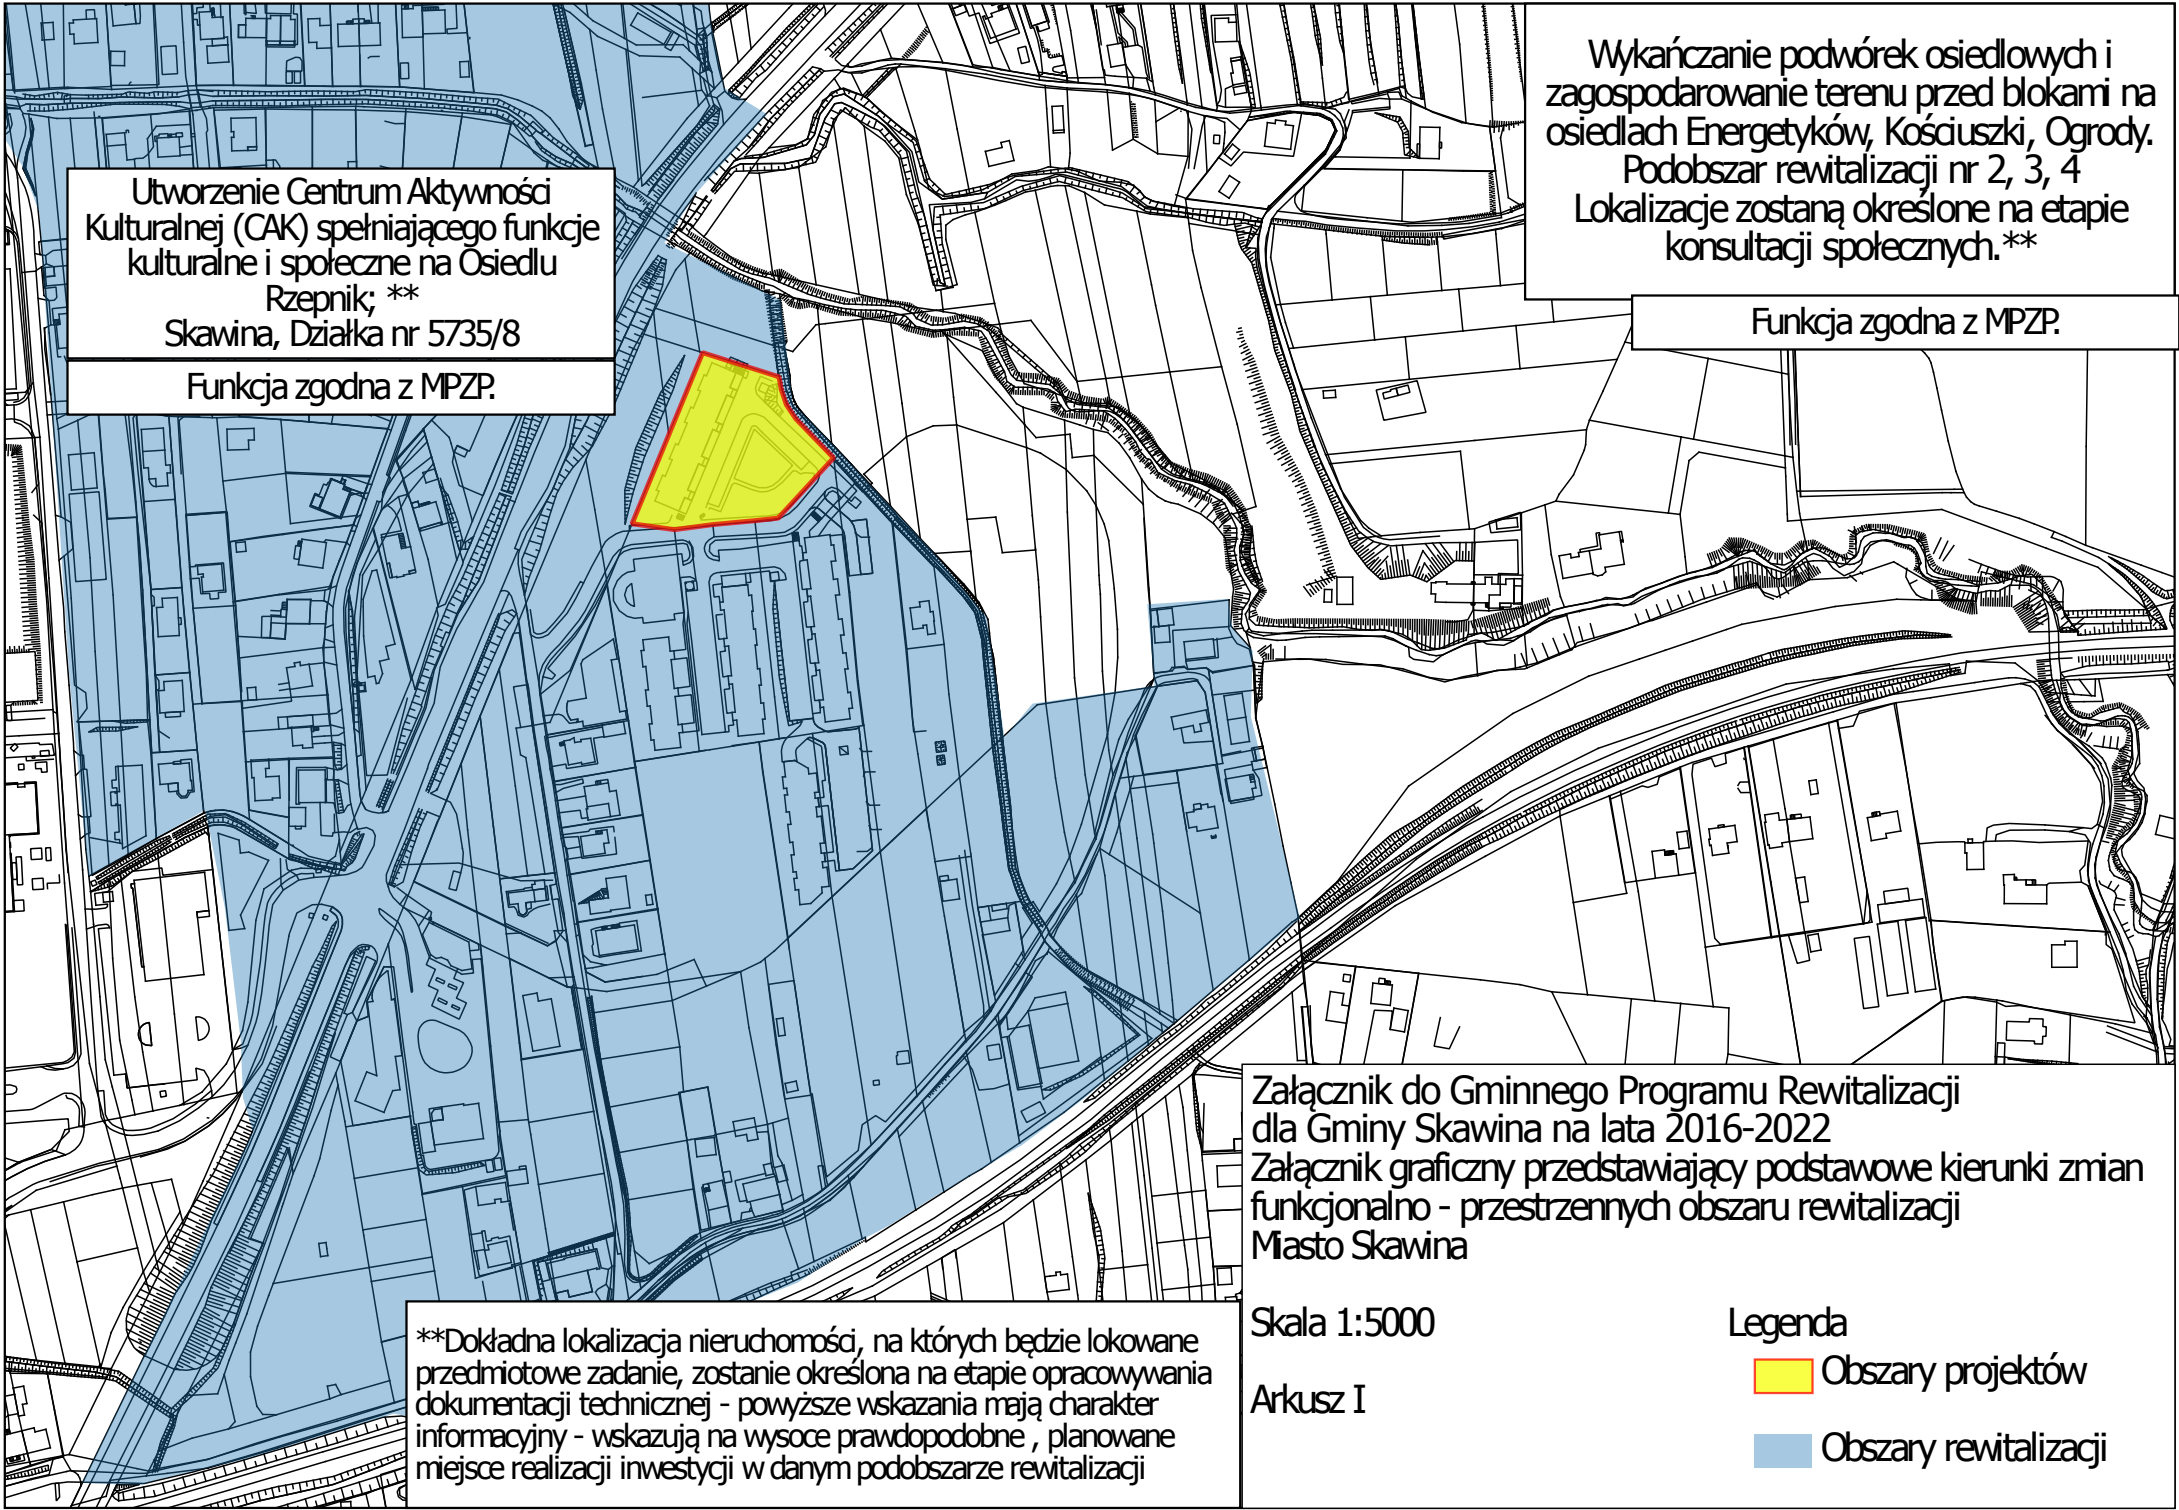 Utworzenie Centrum Aktywności
Kulturalnej (CAK) spełniającego funkcje
kulturalne i społeczne na Osiedlu
Rzepnik; **
Skawina, Działka nr 5735/8
Funkcja zgodna z MPZP.
Wykańczanie podwórek osiedlowych i
zagospodarowanie terenu przed blokami na
osiedlach Energetyków, Kościuszki, Ogrody.
Podobszar rewitalizacji nr 2, 3, 4
Lokalizacje zostaną określone na etapie
konsultacji społecznych.**
Funkcja zgodna z MPZP.
**Dokładna lokalizacja nieruchomości, na których będzie lokowane
przedmiotowe zadanie, zostanie określona na etapie opracowywania
dokumentacji technicznej - powyższe wskazania mają charakter
informacyjny - wskazują na wysoce prawdopodobne , planowane
miejsce realizacji inwestycji w danym podobszarze rewitalizacji
Załącznik do Gminnego Programu Rewitalizacji
dla Gminy Skawina na lata 2016-2022
Załącznik graficzny przedstawiający podstawowe kierunki zmian
funkcjonalno - przestrzennych obszaru rewitalizacji
Miasto Skawina
Skala 1:5000
Arkusz I
Legenda
Obszary projektów
Obszary rewitalizacji